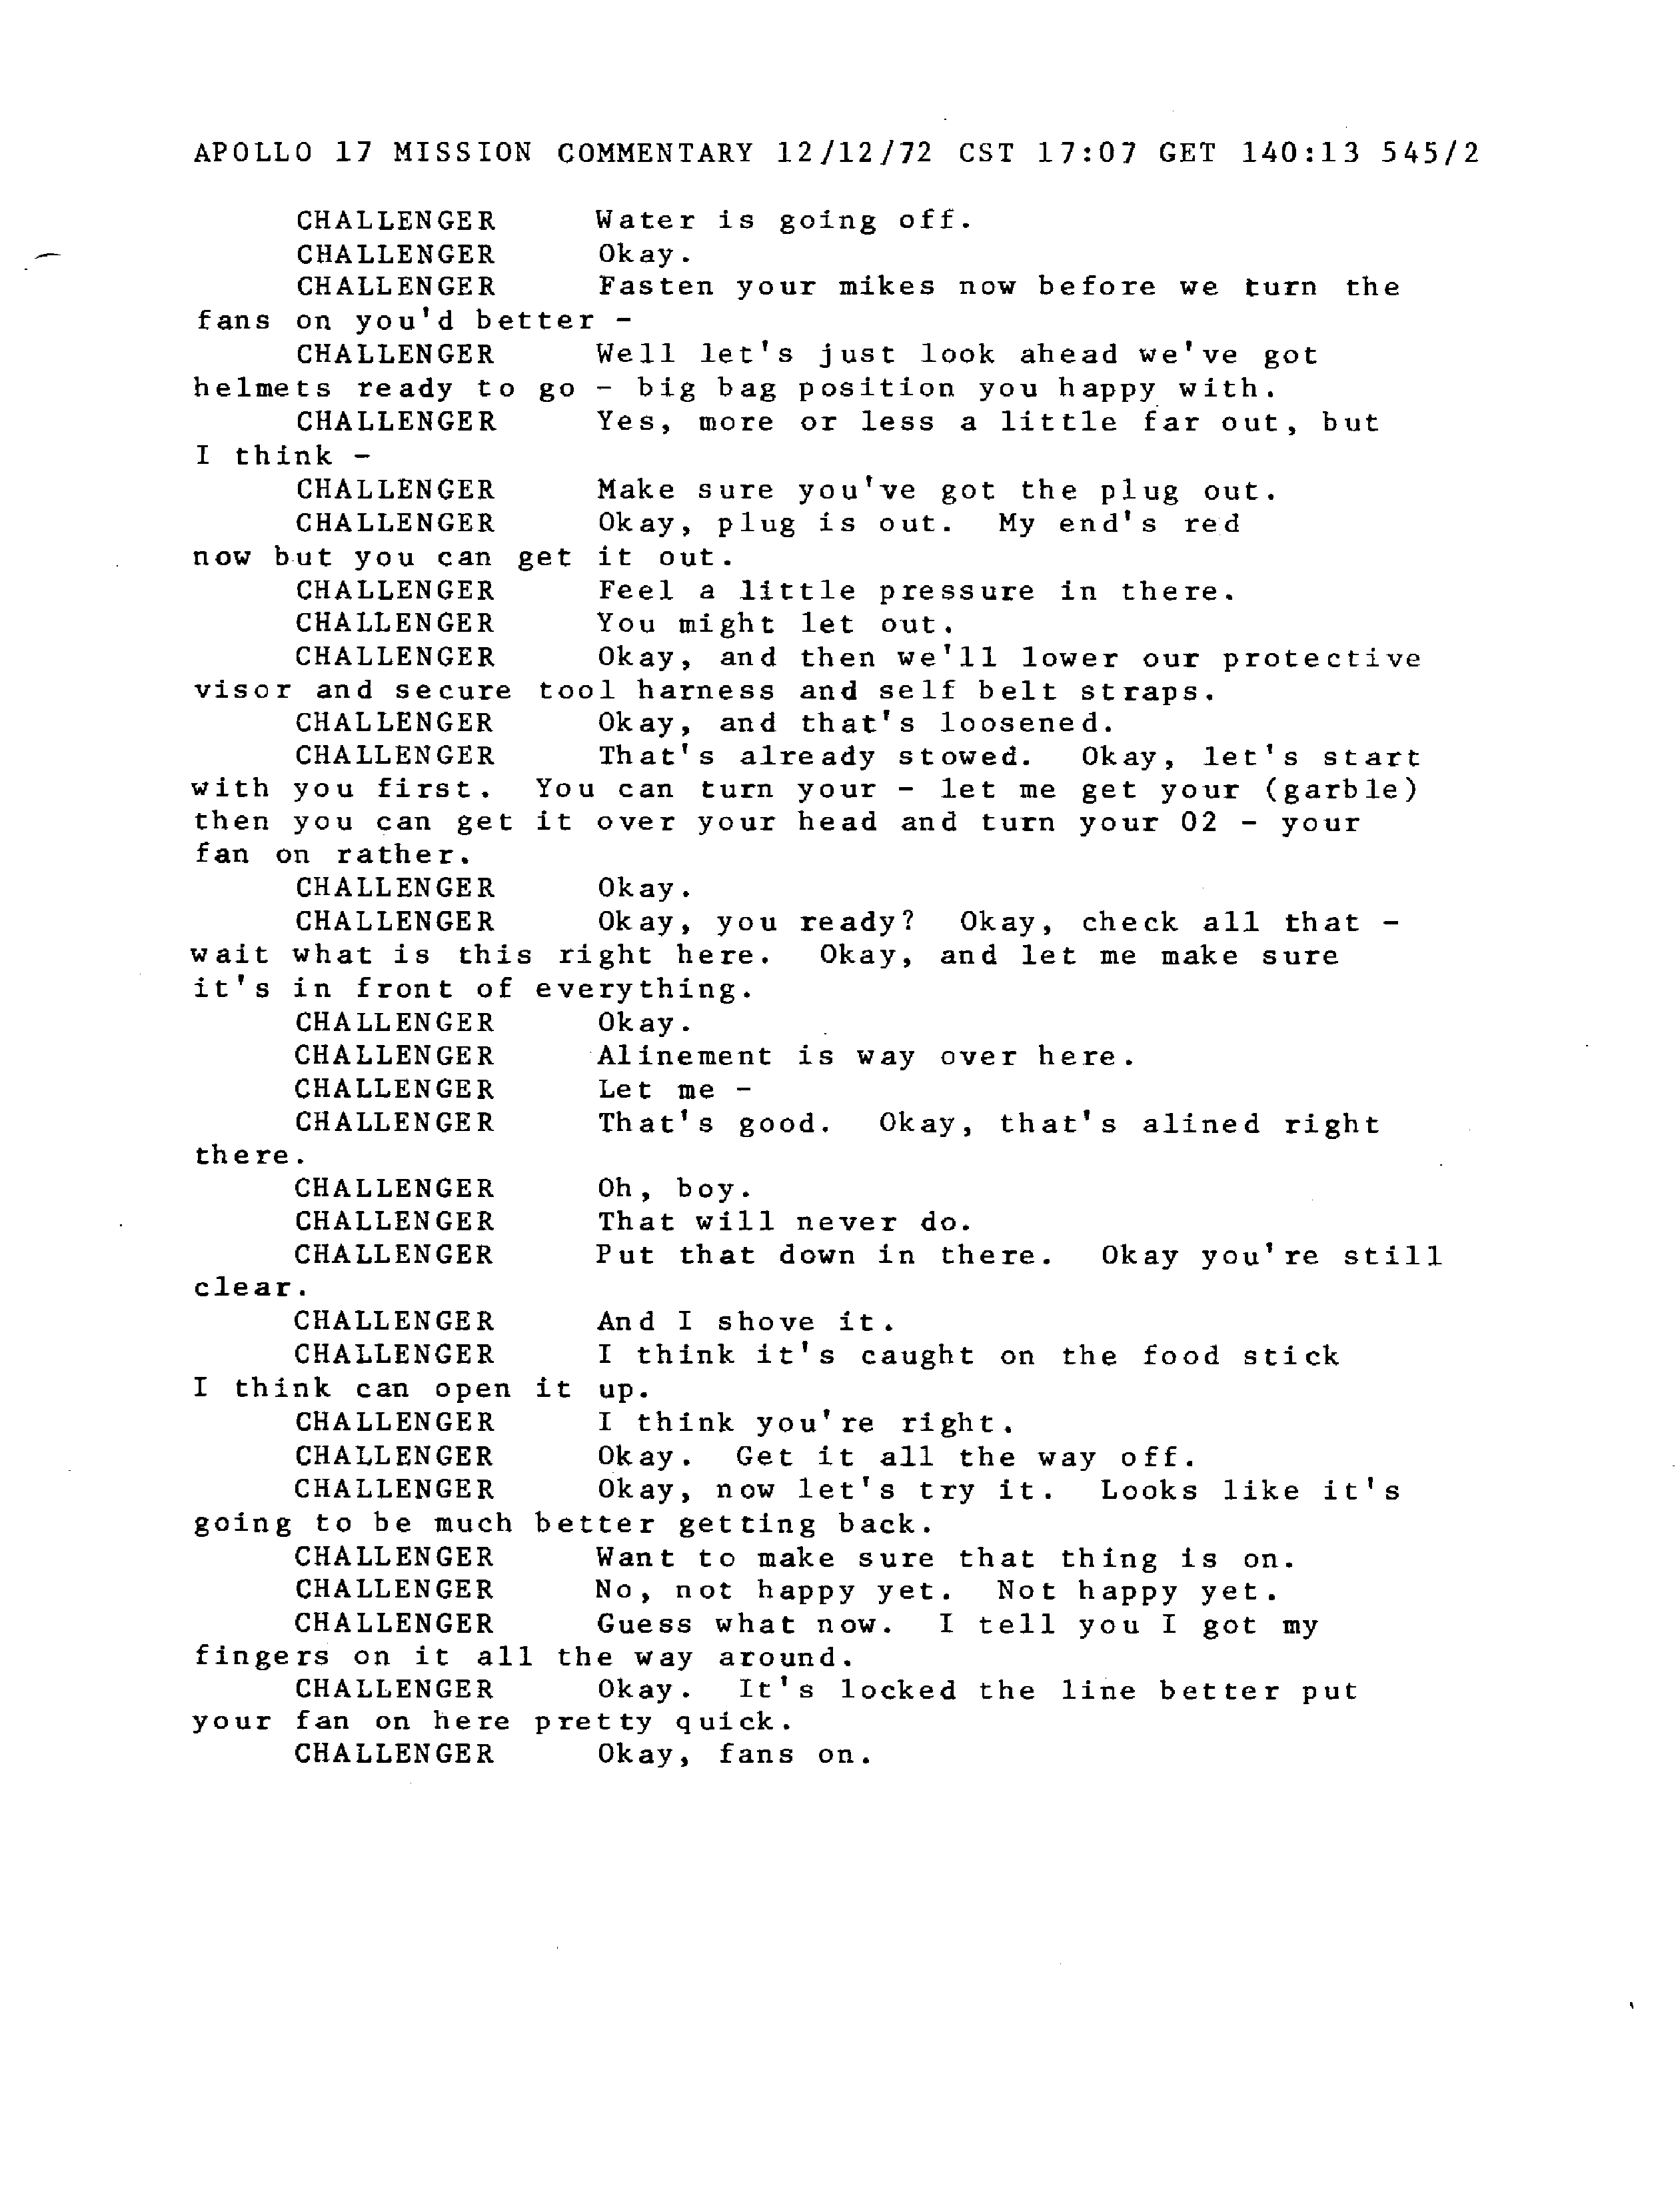 APOLLO 17 MISSION COMMENTARY 12/12/72 CST 17:07 GET 140:13 545/2
CHALLENGER Water is going off.
CHALLENGER Okay.
CHALLENGER Fasten your mikes now before we turn the
fans on you'd better -
CHALLENGER Well let's just look ahead we've got
helmets ready to go - big bag position you happy with.
CHALLENGER Yes, more or less a little far out, but
I think -
CHALLENGER Make sure you've got the plug out.
CHALLENGER Okay, plug is out. My end's red
now but you can get it out.
CHALLENGER Feel a little pressure in there.
CHALLENGER You might let out.
CHALLENGER Okay, and then we'll lower our protective
visor and secure tool harness and self belt straps.
CHALLENGER Okay, and that's loosened.
CHALLENGER That's already stowed. Okay, let's start
with you first. You can turn your - let me get your (garble)
then you can get it over your head and turn your 02 - your
fan on rather.
CHALLENGER Okay.
CHALLENGER Okay, you ready? Okay, check all that -
wait what is this right here. Okay, and let me make sure
it's in front of everything.
CHALLENGER Okay.
CHALLENGER Alinement is way over here.
CHALLENGER Let me -
CHALLENGER That's good. Okay, that's alined right
there.
CHALLENGER Oh, boy.
CHALLENGER That will never do.
CHALLENGER Put that down in there. Okay you're still
clear.
CHALLENGER And I shove it.
CHALLENGER I think it's caught on the food stick
I think can open it up.
CHALLENGER I think you're right.
CHALLENGER Okay. Get it all the way off.
CHALLENGER Okay, now let's try it. Looks like it's
going to be much better getting back.
CHALLENGER Want to make sure that thing is on.
CHALLENGER No, not happy yet. Not happy yet.
CHALLENGER Guess what now. I tell you I got my
fingers on it all the way around.
CHALLENGER Okay. It's locked the line better put
your fan on here pretty quick.
CHALLENGER Okay, fans on.